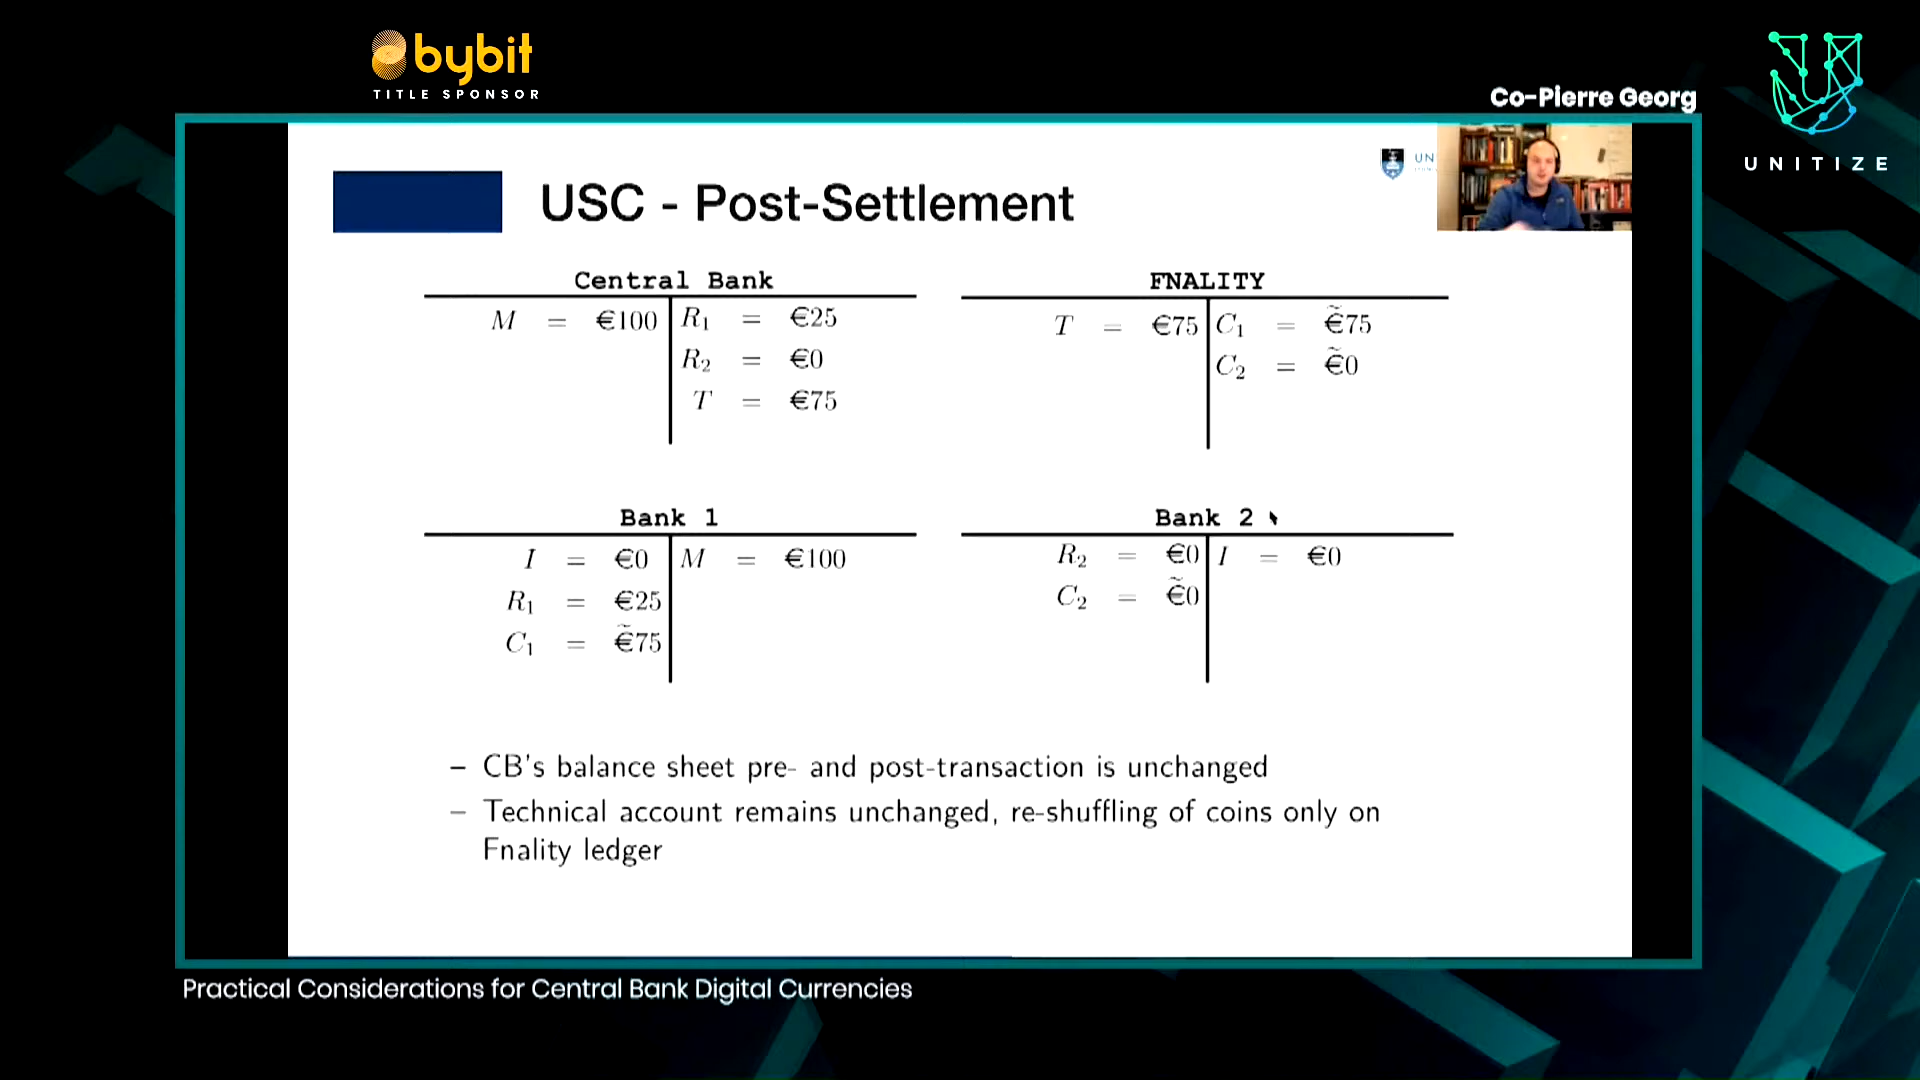 bybit
TITLE SPONSOR
Co-Pierre Georg
UNITIZE
UN
USC - Post-Settlement
Central Bank
M = €100
R₁ = €25
R₂ = €0
T = €75
FNALITY
T = €75
C₁ = €̃75
C₂ = €̃0
Bank 1
I = €0
R₁ = €25
C₁ = €̃75
M = €100
Bank 2
R₂ = €0
C₂ = €̃0
I = €0
– CB's balance sheet pre- and post-transaction is unchanged
– Technical account remains unchanged, re-shuffling of coins only on
Fnality ledger
Practical Considerations for Central Bank Digital Currencies